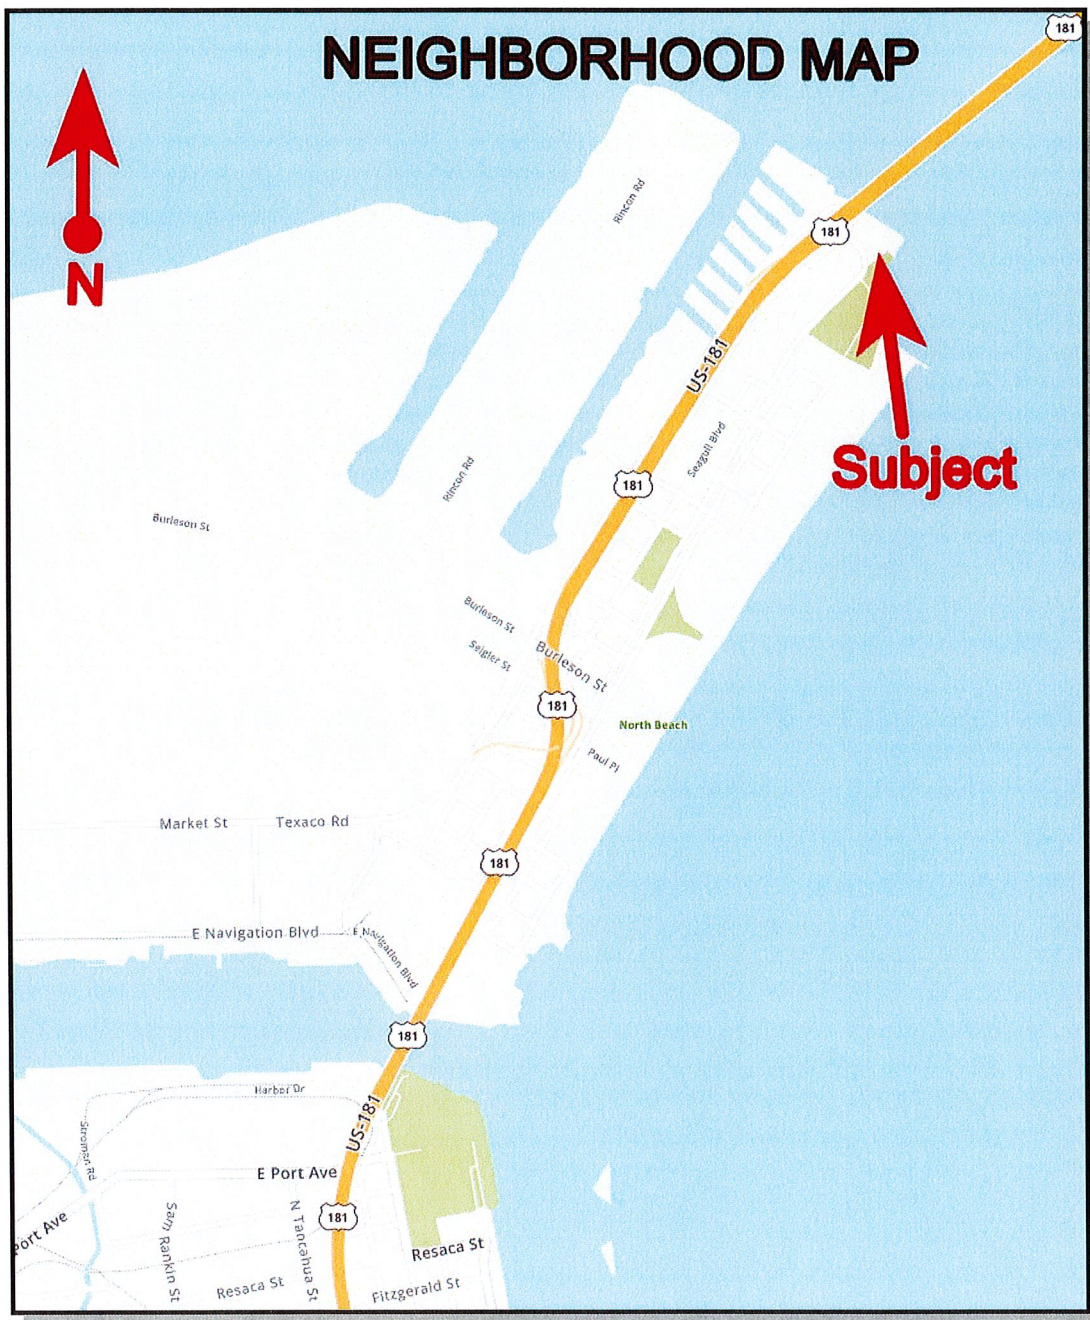 NEIGHBORHOOD MAP
181
N
Rincon Rd
181
US-181
Subject
Seagull Blvd
Rincon Rd
181
Burleson St
Burleson St
Seigler St
Burleson St
181
North Beach
Paul Pl
Market St
Texaco Rd
181
E Navigation Blvd
E Navigation Blvd
181
Harbor Dr
US-181
Stroman Rd
E Port Ave
Port Ave
Sam Rankin St
N Tancahua St
181
Resaca St
Resaca St
Fitzgerald St